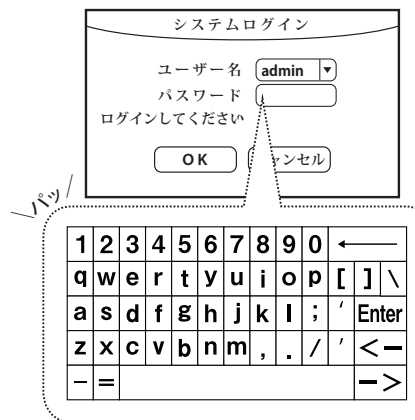 システムログイン
ユーザー名 admin ▼
パスワード
ログインしてください
OK ャンセル
パッ
1 2 3 4 5 6 7 8 9 0 ←
q w e r t y u i o p [ ] \
a s d f g h j k l ; ‘ Enter
z x c v b n m , . / ′ <−
− = −>